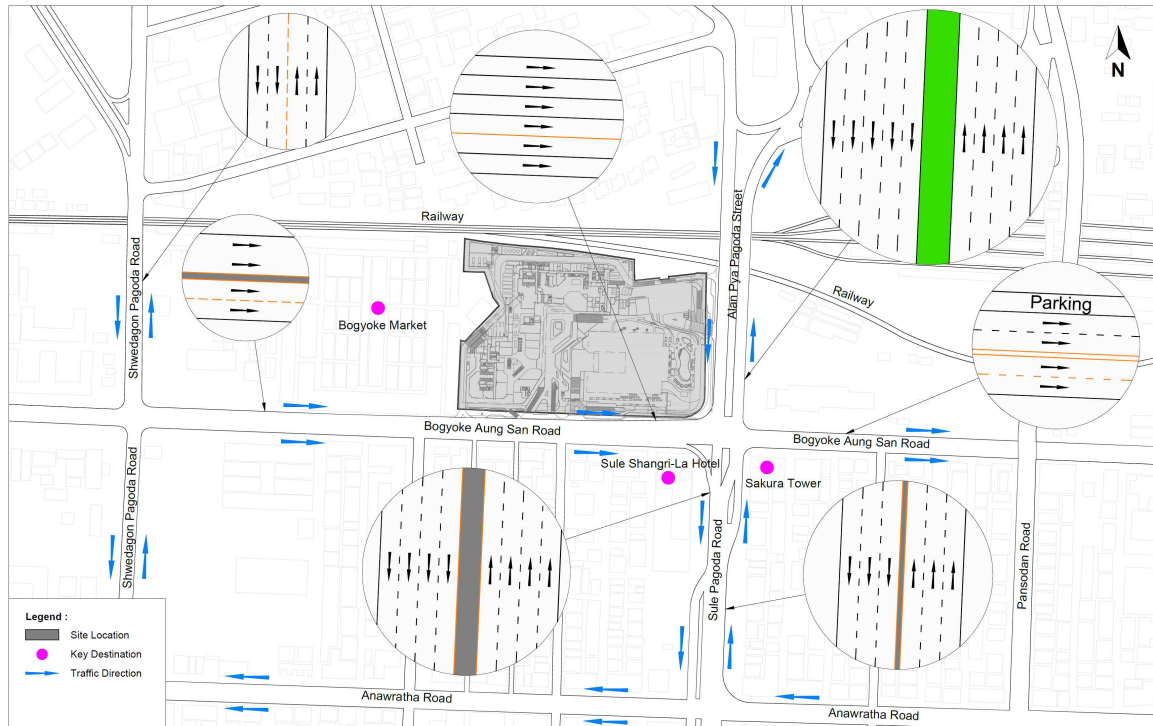 N
Railway
Alan Pya Pagoda Street
Shwedagon Pagoda Road
Railway
Parking
Bogyoke Market
Bogyoke Aung San Road
Bogyoke Aung San Road
Sule Shangri-La Hotel
Sakura Tower
Shwedagon Pagoda Road
Sule Pagoda Road
Pansodan Road
Legend :
Site Location
Key Destination
Traffic Direction
Anawratha Road
Anawratha Road